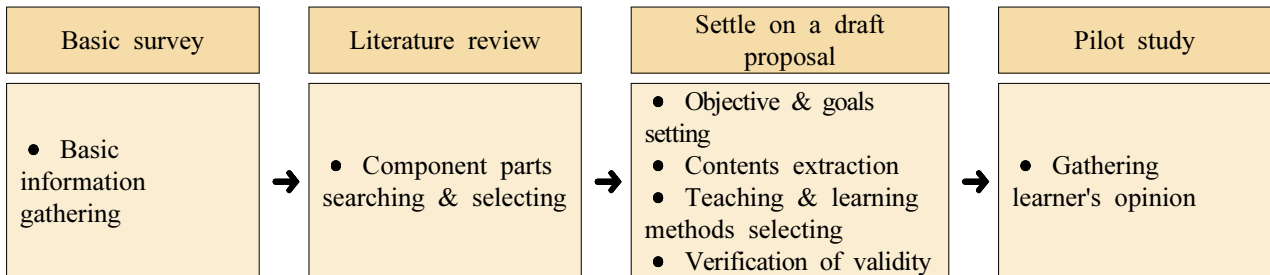 Basic survey
Literature review
Settle on a draft
proposal
Pilot study
● Basic
information
gathering
● Component parts
searching & selecting
● Objective & goals
setting
● Contents extraction
● Teaching & learning
methods selecting
● Verification of validity
● Gathering
learner's opinion